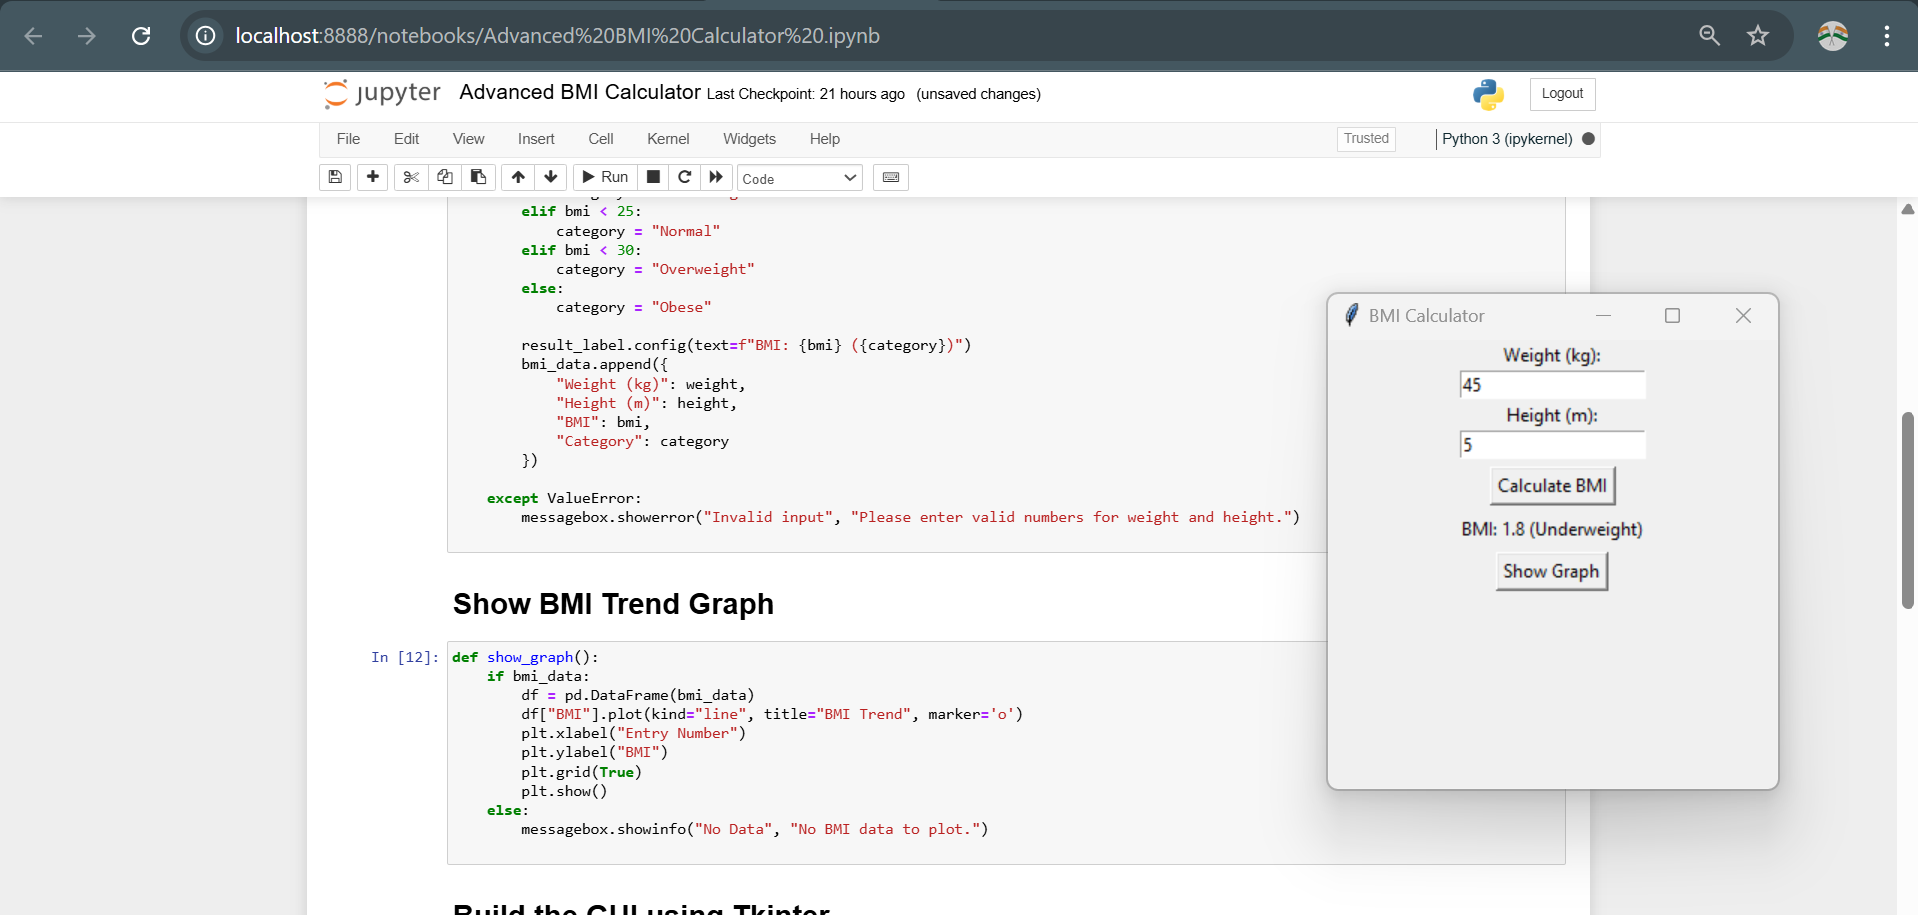 localhost:8888/notebooks/Advanced%20BMI%20Calculator%20.ipynb
jupyter Advanced BMI Calculator Last Checkpoint: 21 hours ago (unsaved changes)
Logout
File Edit View Insert Cell Kernel Widgets Help
Trusted
Python 3 (ipykernel)
Run
Code
elif bmi < 25:
category = "Normal"
elif bmi < 30:
category = "Overweight"
else:
category = "Obese"
result_label.config(text=f"BMI: {bmi} ({category})")
bmi_data.append({
"Weight (kg)": weight,
"Height (m)": height,
"BMI": bmi,
"Category": category
})
except ValueError:
messagebox.showerror("Invalid input", "Please enter valid numbers for weight and height.")
Show BMI Trend Graph
In [12]:
def show_graph():
if bmi_data:
df = pd.DataFrame(bmi_data)
df["BMI"].plot(kind="line", title="BMI Trend", marker='o')
plt.xlabel("Entry Number")
plt.ylabel("BMI")
plt.grid(True)
plt.show()
else:
messagebox.showinfo("No Data", "No BMI data to plot.")
Build the GUI using Tkinter
BMI Calculator
Weight (kg):
45
Height (m):
5
Calculate BMI
BMI: 1.8 (Underweight)
Show Graph